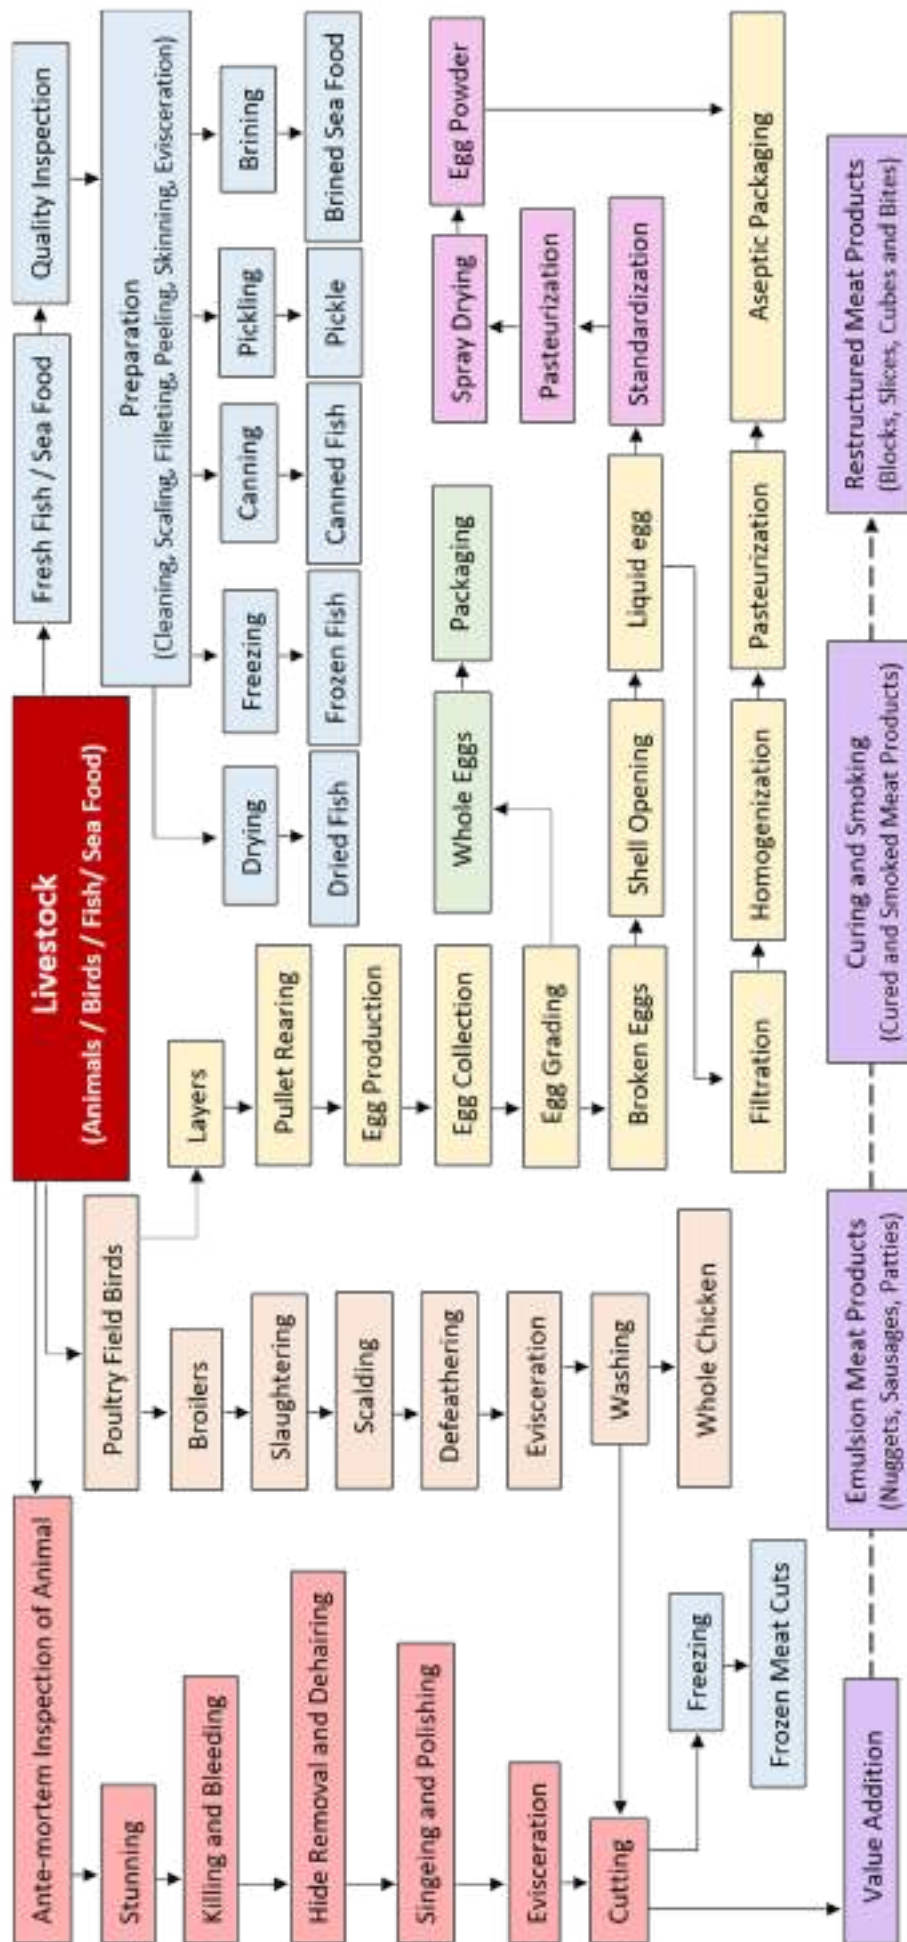 Livestock
(Animals / Birds / Fish/ Sea Food)
Fresh Fish / Sea Food
Quality Inspection
Preparation
(Cleaning, Scaling, Filleting, Peeling, Skinning, Evisceration)
Drying
Freezing
Canning
Pickling
Brining
Dried Fish
Frozen Fish
Canned Fish
Pickle
Brined Sea Food
Ante-mortem Inspection of Animal
Stunning
Killing and Bleeding
Hide Removal and Dehairing
Singeing and Polishing
Evisceration
Cutting
Freezing
Frozen Meat Cuts
Poultry Field Birds
Broilers
Slaughtering
Scalding
Defeathering
Evisceration
Washing
Whole Chicken
Layers
Pullet Rearing
Egg Production
Egg Collection
Egg Grading
Broken Eggs
Whole Eggs
Packaging
Shell Opening
Liquid egg
Standardization
Pasteurization
Spray Drying
Egg Powder
Filtration
Homogenization
Pasteurization
Aseptic Packaging
Value Addition
Emulsion Meat Products
(Nuggets, Sausages, Patties)
Curing and Smoking
(Cured and Smoked Meat Products)
Restructured Meat Products
(Blocks, Slices, Cubes and Bites)